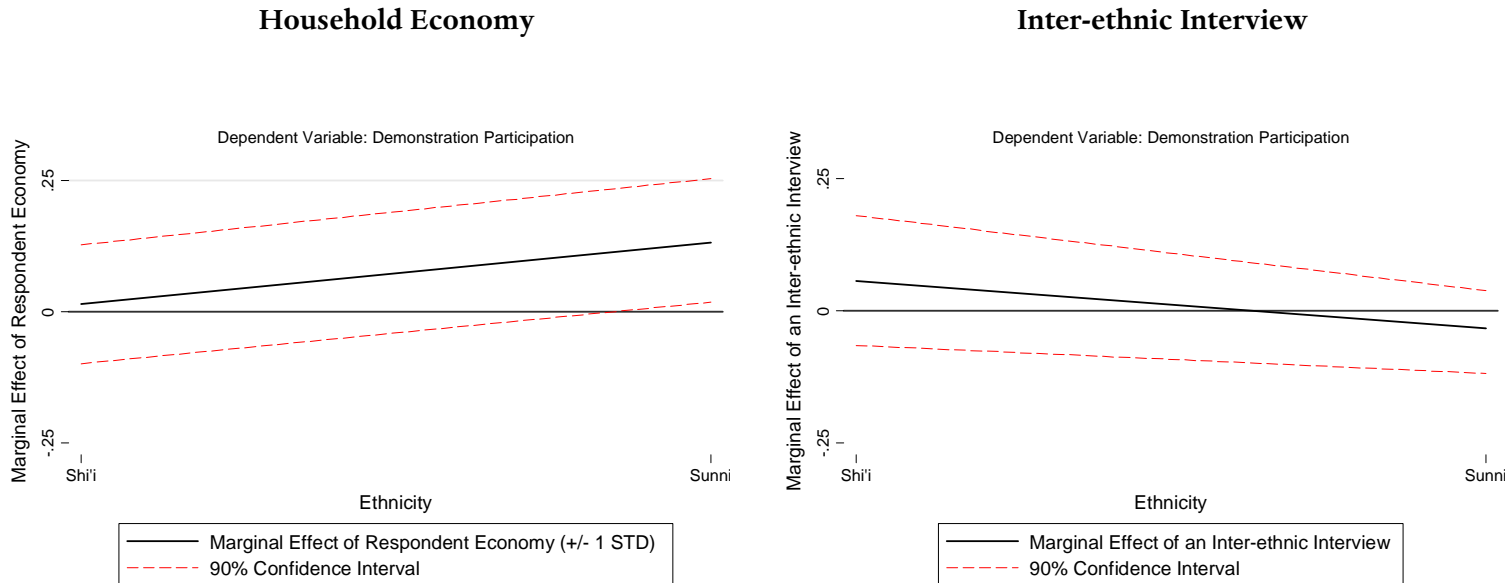 Household Economy
Dependent Variable: Demonstration Participation
Marginal Effect of Respondent Economy
.25
0
-.25
Shi'i
Sunni
Ethnicity
Marginal Effect of Respondent Economy (+/- 1 STD)
90% Confidence Interval
Inter-ethnic Interview
Dependent Variable: Demonstration Participation
Marginal Effect of an Inter-ethnic Interview
.25
0
-.25
Shi'i
Sunni
Ethnicity
Marginal Effect of an Inter-ethnic Interview
90% Confidence Interval